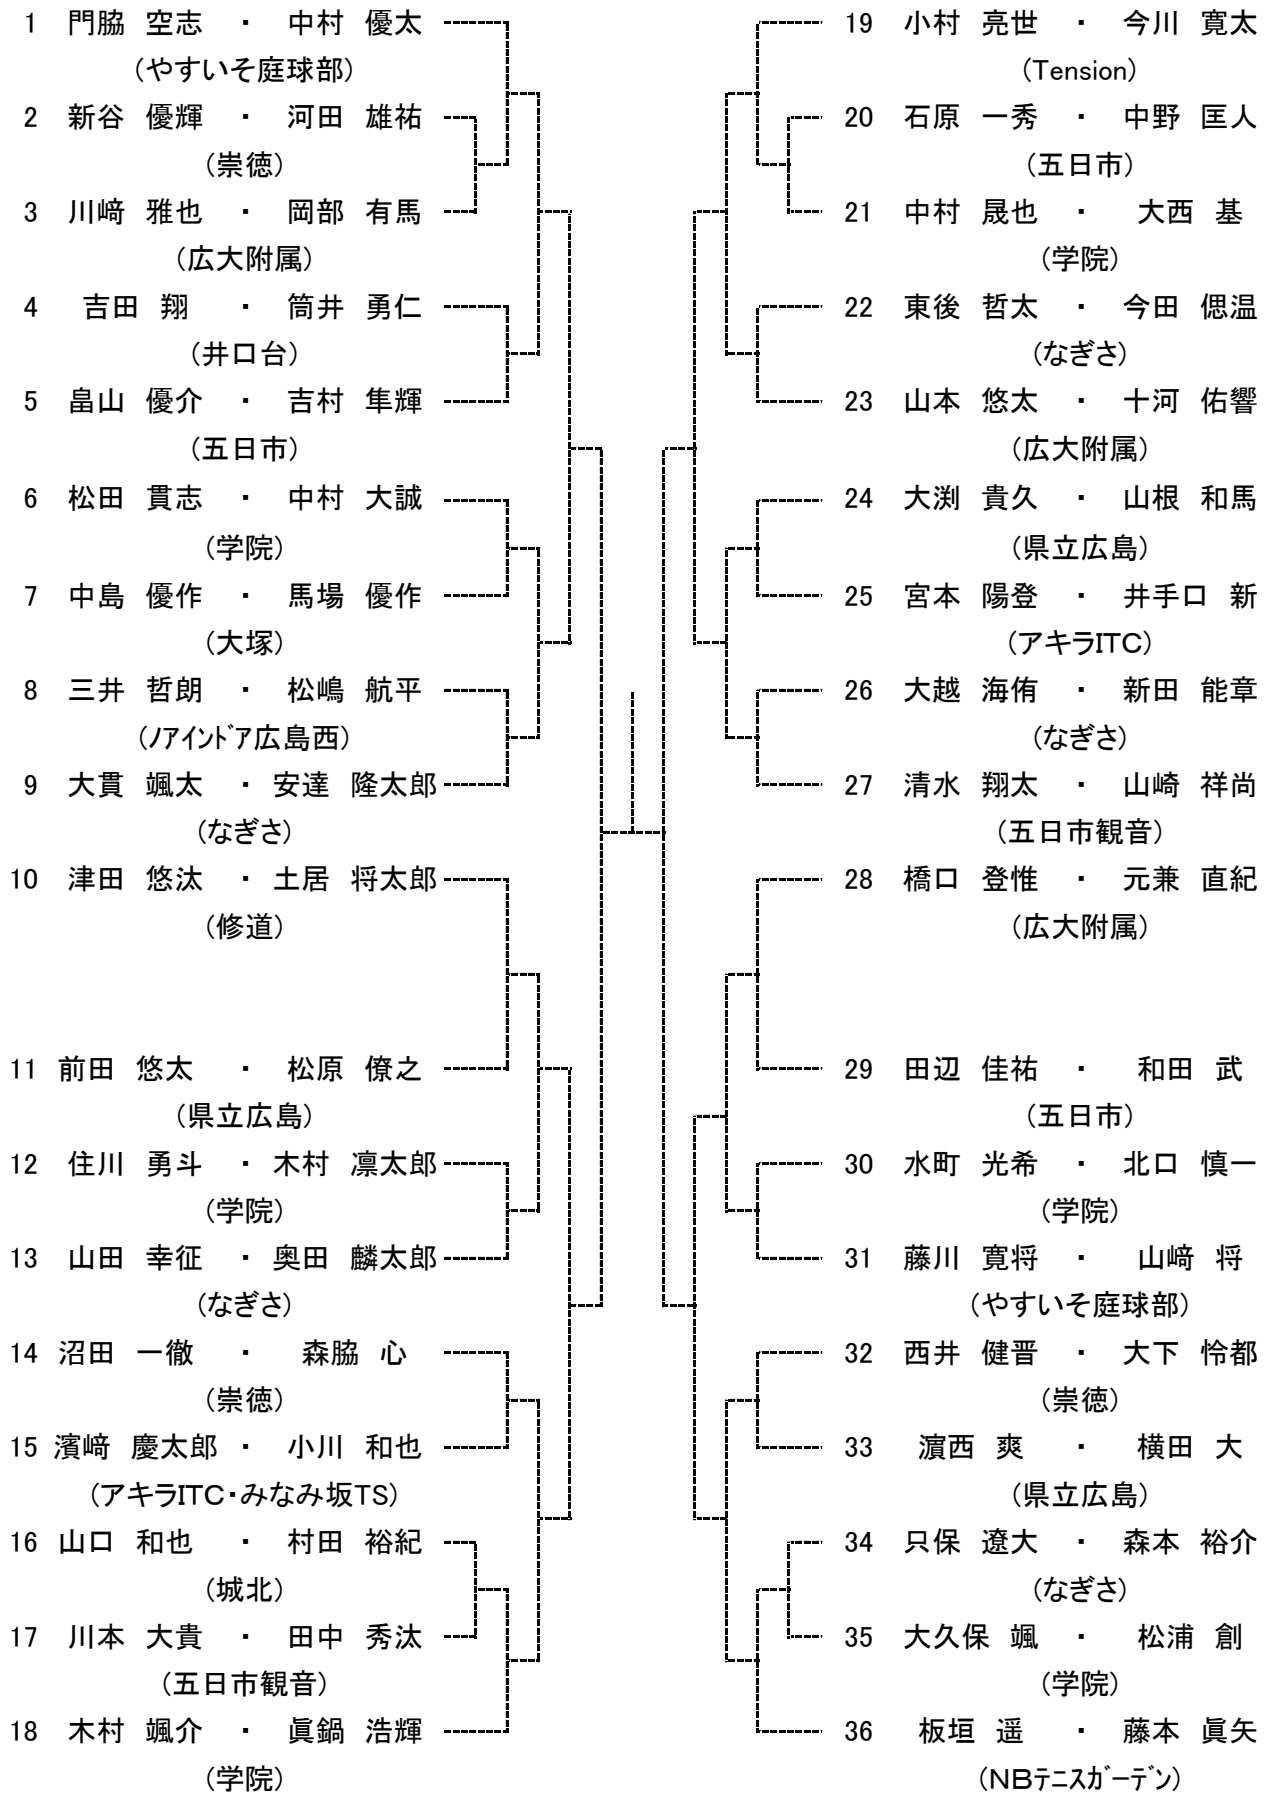 1 門脇 空志 ・ 中村 優太
(やすいそ庭球部)
2 新谷 優輝 ・ 河田 雄祐
(崇徳)
3 川﨑 雅也 ・ 岡部 有馬
(広大附属)
4 吉田 翔 ・ 筒井 勇仁
(井口台)
5 畠山 優介 ・ 吉村 隼輝
(五日市)
6 松田 貫志 ・ 中村 大誠
(学院)
7 中島 優作 ・ 馬場 優作
(大塚)
8 三井 哲朗 ・ 松嶋 航平
(ﾉｱｲﾝﾄﾞｱ広島西)
9 大貫 颯太 ・ 安達 隆太郎
(なぎさ)
10 津田 悠汰 ・ 土居 将太郎
(修道)
11 前田 悠太 ・ 松原 僚之
(県立広島)
12 住川 勇斗 ・ 木村 凛太郎
(学院)
13 山田 幸征 ・ 奥田 麟太郎
(なぎさ)
14 沼田 一徹 ・ 森脇 心
(崇徳)
15 濱﨑 慶太郎 ・ 小川 和也
(アキラITC・みなみ坂TS)
16 山口 和也 ・ 村田 裕紀
(城北)
17 川本 大貴 ・ 田中 秀汰
(五日市観音)
18 木村 颯介 ・ 眞鍋 浩輝
(学院)
19 小村 亮世 ・ 今川 寛太
(Tension)
20 石原 一秀 ・ 中野 匡人
(五日市)
21 中村 晟也 ・ 大西 基
(学院)
22 東後 哲太 ・ 今田 偲温
(なぎさ)
23 山本 悠太 ・ 十河 佑響
(広大附属)
24 大渕 貴久 ・ 山根 和馬
(県立広島)
25 宮本 陽登 ・ 井手口 新
(アキラITC)
26 大越 海侑 ・ 新田 能章
(なぎさ)
27 清水 翔太 ・ 山崎 祥尚
(五日市観音)
28 橋口 登惟 ・ 元兼 直紀
(広大附属)
29 田辺 佳祐 ・ 和田 武
(五日市)
30 水町 光希 ・ 北口 慎一
(学院)
31 藤川 寛将 ・ 山﨑 将
(やすいそ庭球部)
32 西井 健晋 ・ 大下 怜都
(崇徳)
33 濵西 爽 ・ 横田 大
(県立広島)
34 只保 遼大 ・ 森本 裕介
(なぎさ)
35 大久保 颯 ・ 松浦 創
(学院)
36 板垣 遥 ・ 藤本 眞矢
(NBﾃﾆｽｶﾞｰﾃﾞﾝ)